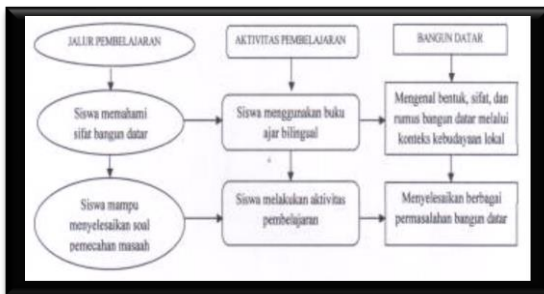 JALUR PEMBELAJARAN
AKTIVITAS PEMBELAJARAN
BANGUN DATAR
Siswa memahami
sifat bangun datar
Siswa menggunakan buku
ajar bilingual
Mengenal bentuk, sifat, dan
rumus bangun datar melalui
konteks kebudayaan lokal
Siswa mampu
menyelesaikan soal
pemecahan masaah
Siswa melakukan aktivitas
pembelajaran
Menyelesaikan berbagai
permasalahan bangun datar